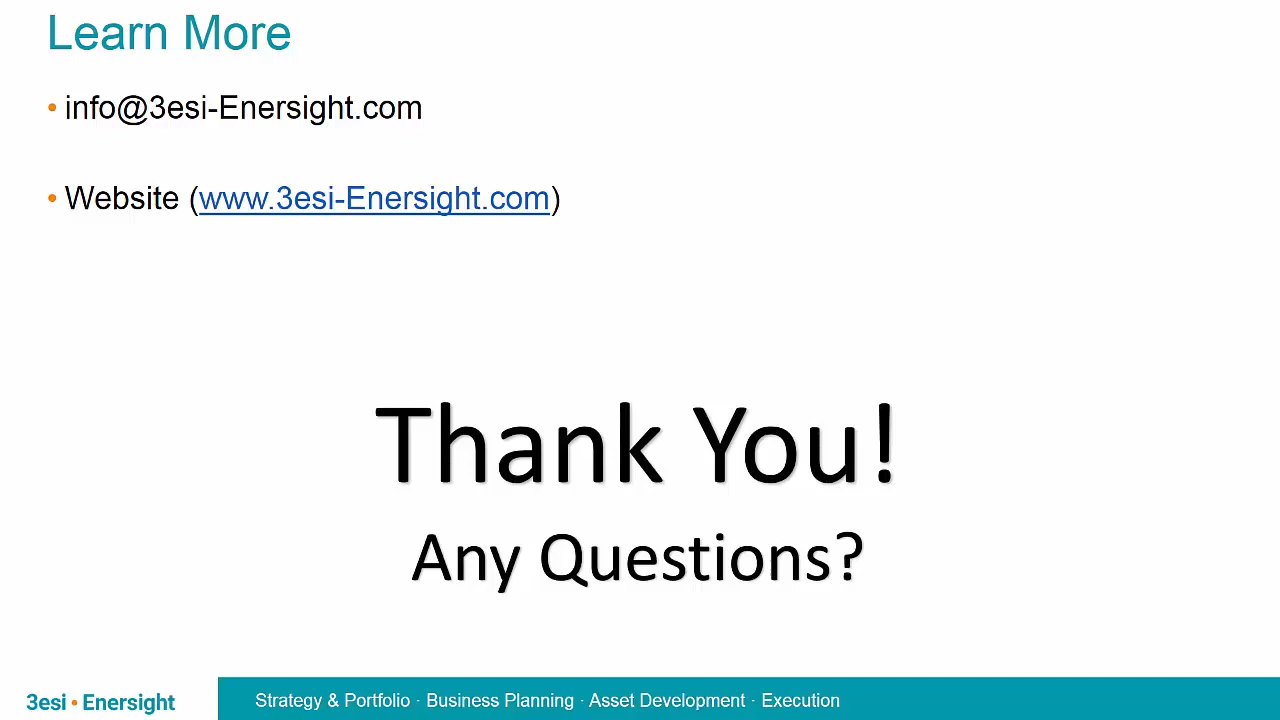 Learn More
• info@3esi-Enersight.com
• Website (www.3esi-Enersight.com)
Thank You!
Any Questions?
3esi • Enersight
Strategy & Portfolio · Business Planning · Asset Development · Execution